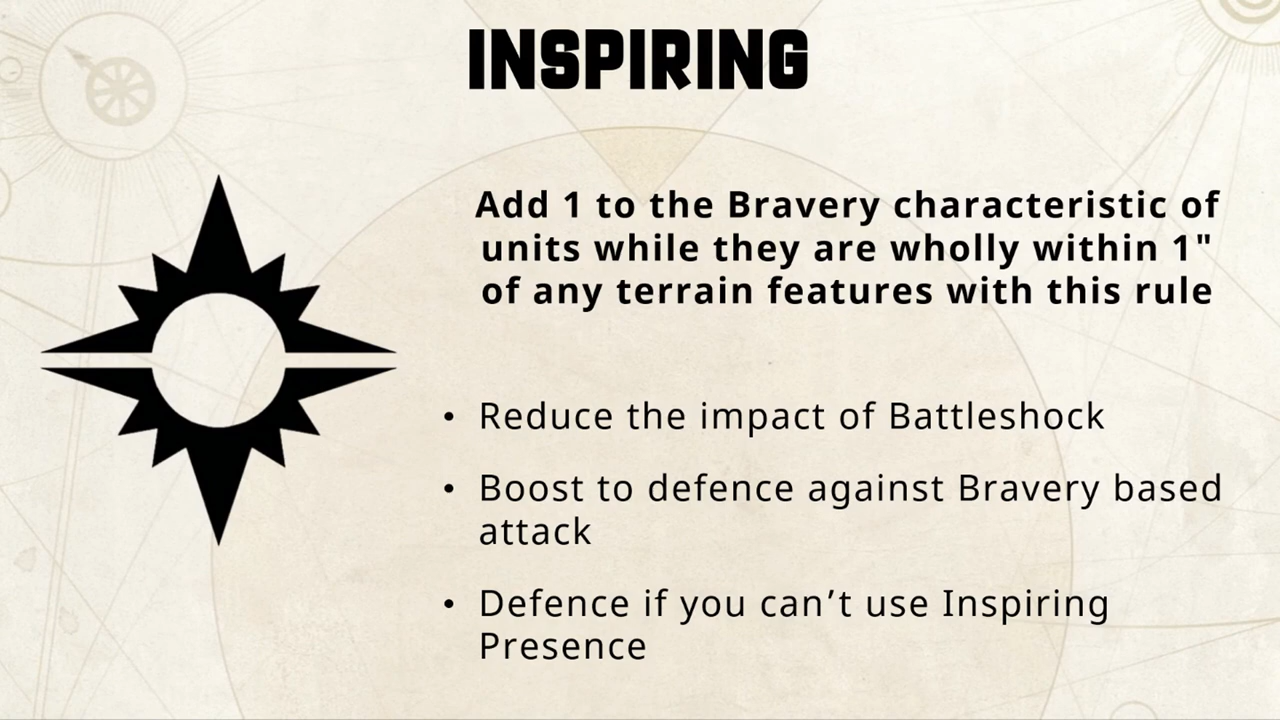 INSPIRING
Add 1 to the Bravery characteristic of
units while they are wholly within 1"
of any terrain features with this rule
• Reduce the impact of Battleshock
• Boost to defence against Bravery based
attack
• Defence if you can’t use Inspiring
Presence